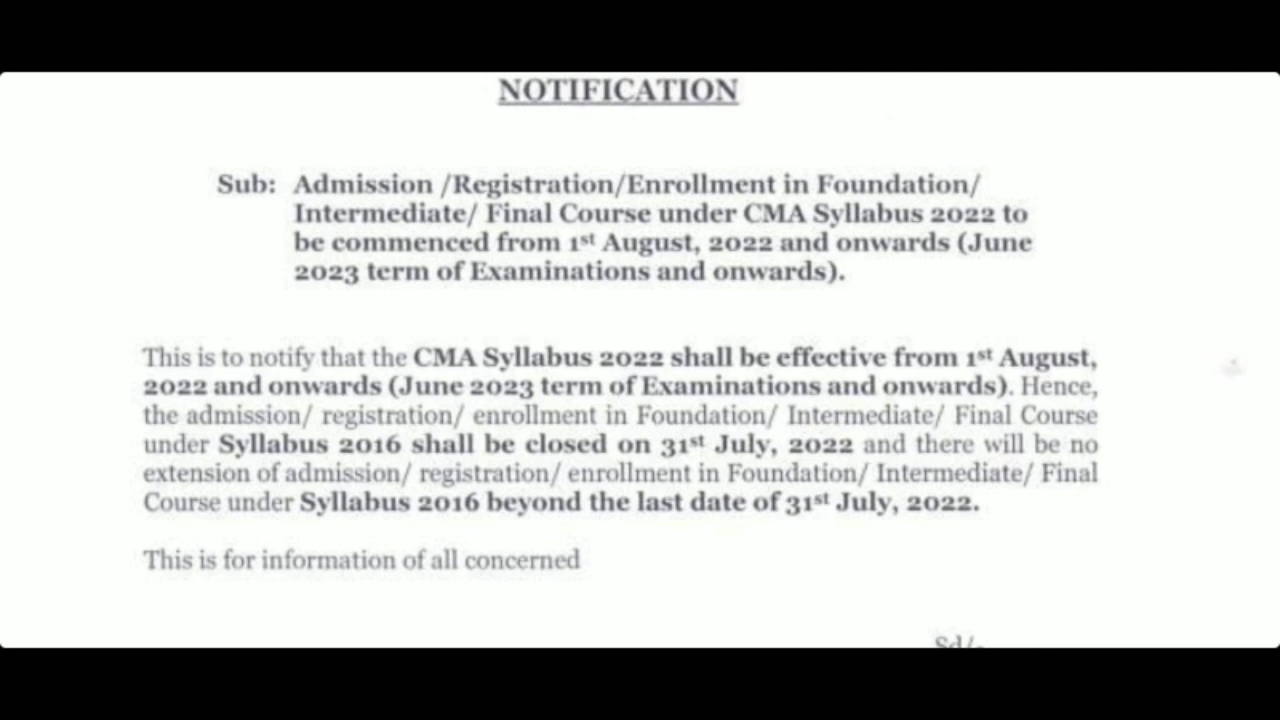 NOTIFICATION
Sub: Admission /Registration/Enrollment in Foundation/
Intermediate/ Final Course under CMA Syllabus 2022 to
be commenced from 1st August, 2022 and onwards (June
2023 term of Examinations and onwards).
This is to notify that the CMA Syllabus 2022 shall be effective from 1st August,
2022 and onwards (June 2023 term of Examinations and onwards). Hence,
the admission/ registration/ enrollment in Foundation/ Intermediate/ Final Course
under Syllabus 2016 shall be closed on 31st July, 2022 and there will be no
extension of admission/ registration/ enrollment in Foundation/ Intermediate/ Final
Course under Syllabus 2016 beyond the last date of 31st July, 2022.
This is for information of all concerned
Sd/-